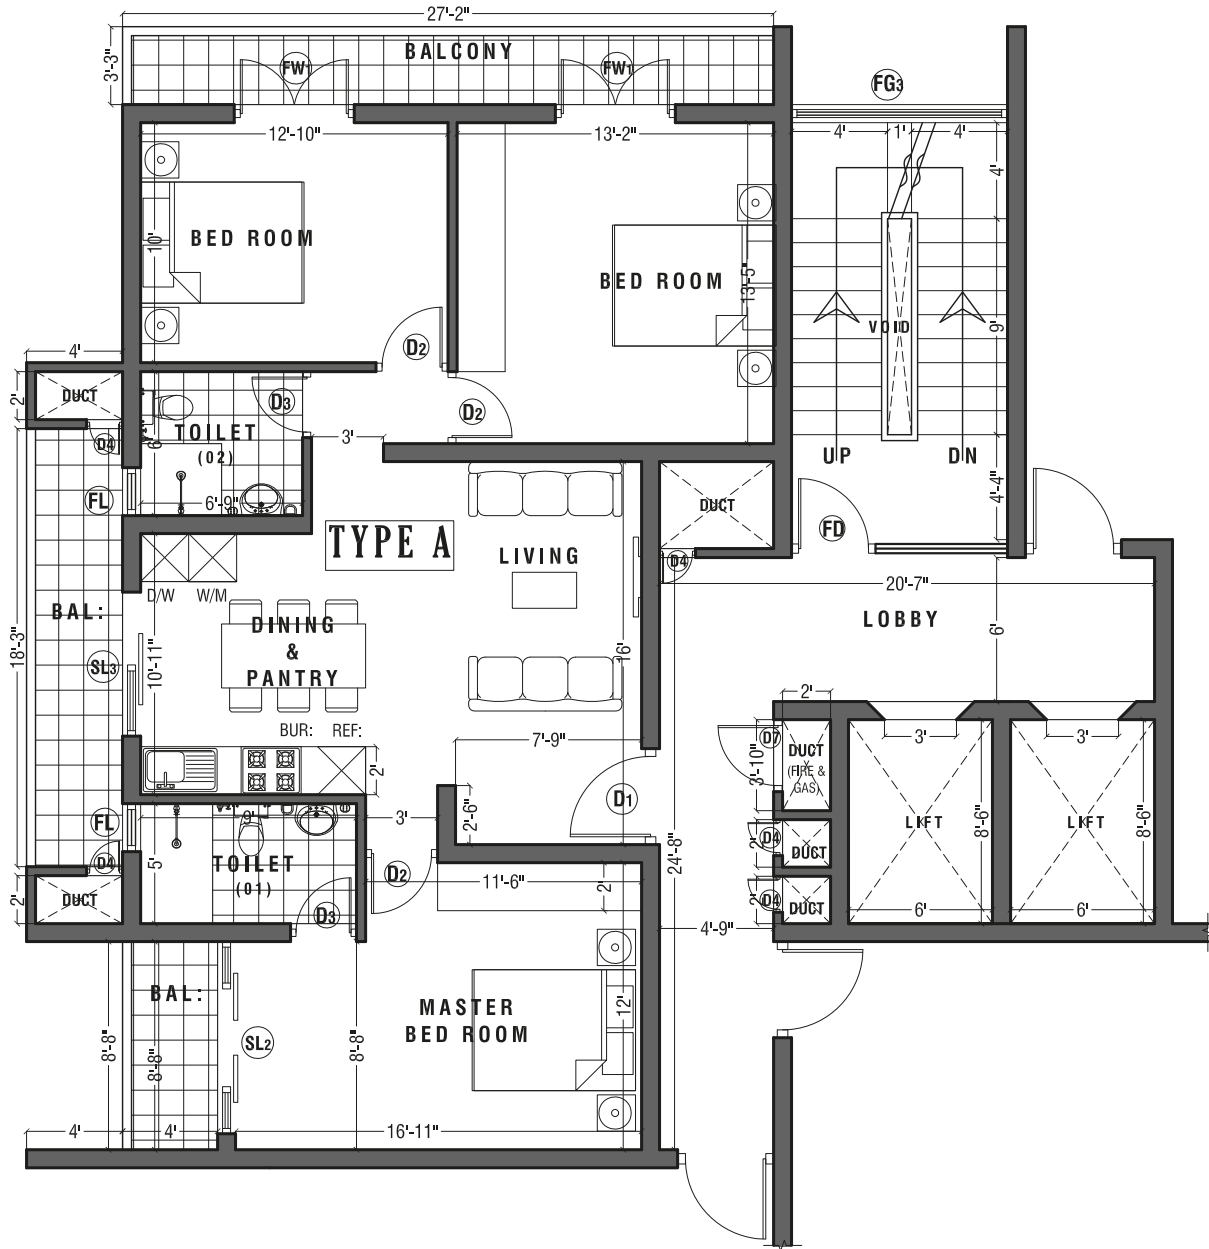 27'-2"
BALCONY
3'-3"
FW1
FW1
FG3
12'-10"
13'-2"
4'
1'
4'
4'
BED ROOM
10'
BED ROOM
13'-5"
VOID
9'
4'
D2
DUCT
2'
D3
D2
TOILET
(02)
6'
3'
D4
UP
DN
4'-4"
FL
6'-9"
DUCT
FD
TYPE A
LIVING
D4
20'-7"
D/W
W/M
BAL:
DINING
&
PANTRY
LOBBY
6'
18'-3"
SL3
10'-11"
16'
2'
BUR:
REF:
7'-9"
D7
DUCT
(FIRE &
GAS)
3'-10"
3'
3'
2'
D1
FL
9'
3'
2'-6"
D4
2'
DUCT
LIFT
8'-6"
LIFT
8'-6"
D4
5'
TOILET
(01)
D2
11'-6"
2'
24'-8"
DUCT
2'
D3
D4
2'
DUCT
6'
6'
4'-9"
BAL:
MASTER
BED ROOM
12'
SL2
8'-8"
8'-8"
8'-8"
4'
4'
16'-11"